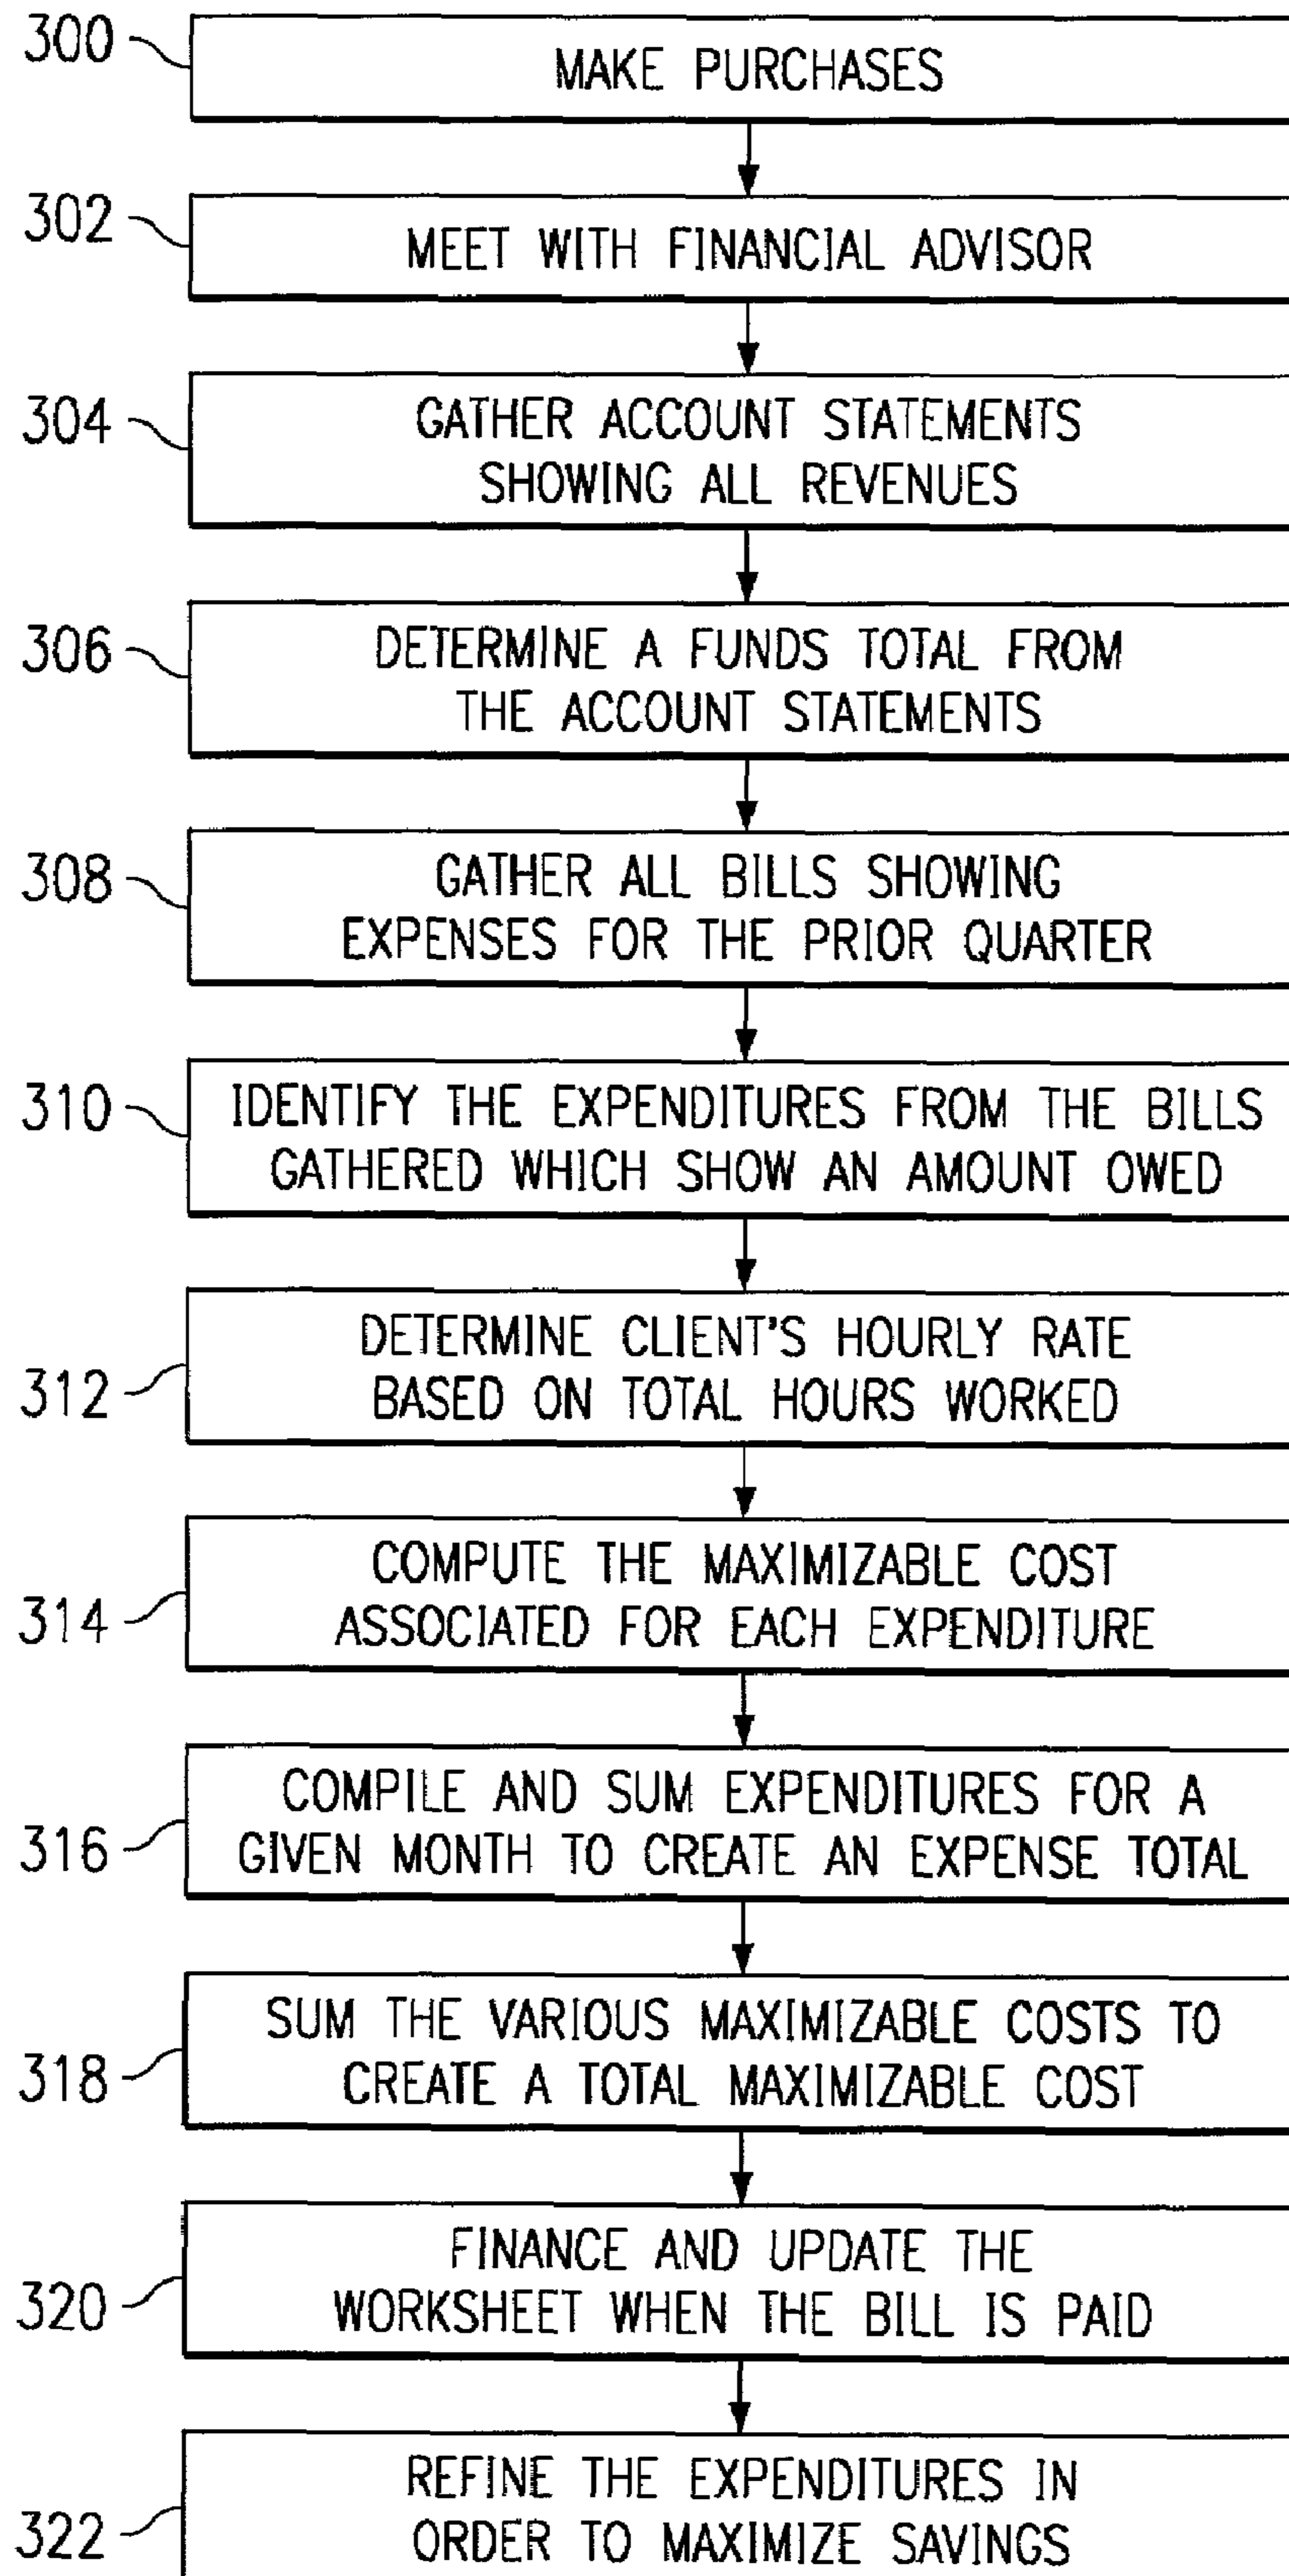 300
MAKE PURCHASES
302
MEET WITH FINANCIAL ADVISOR
304
GATHER ACCOUNT STATEMENTS
SHOWING ALL REVENUES
306
DETERMINE A FUNDS TOTAL FROM
THE ACCOUNT STATEMENTS
308
GATHER ALL BILLS SHOWING
EXPENSES FOR THE PRIOR QUARTER
310
IDENTIFY THE EXPENDITURES FROM THE BILLS
GATHERED WHICH SHOW AN AMOUNT OWED
312
DETERMINE CLIENT'S HOURLY RATE
BASED ON TOTAL HOURS WORKED
314
COMPUTE THE MAXIMIZABLE COST
ASSOCIATED FOR EACH EXPENDITURE
316
COMPILE AND SUM EXPENDITURES FOR A
GIVEN MONTH TO CREATE AN EXPENSE TOTAL
318
SUM THE VARIOUS MAXIMIZABLE COSTS TO
CREATE A TOTAL MAXIMIZABLE COST
320
FINANCE AND UPDATE THE
WORKSHEET WHEN THE BILL IS PAID
322
REFINE THE EXPENDITURES IN
ORDER TO MAXIMIZE SAVINGS